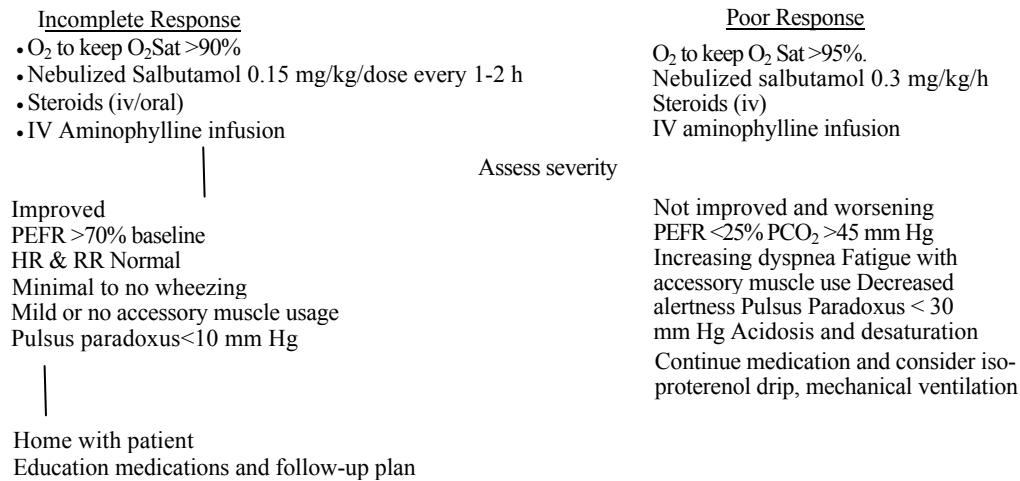 Incomplete Response
• O₂ to keep O₂Sat >90%
• Nebulized Salbutamol 0.15 mg/kg/dose every 1-2 h
• Steroids (iv/oral)
• IV Aminophylline infusion
Poor Response
O₂ to keep O₂ Sat >95%.
Nebulized salbutamol 0.3 mg/kg/h
Steroids (iv)
IV aminophylline infusion
Assess severity
Improved
PEFR >70% baseline
HR & RR Normal
Minimal to no wheezing
Mild or no accessory muscle usage
Pulsus paradoxus<10 mm Hg
Not improved and worsening
PEFR <25% PCO₂ >45 mm Hg
Increasing dyspnea Fatigue with
accessory muscle use Decreased
alertness Pulsus Paradoxus < 30
mm Hg Acidosis and desaturation
Continue medication and consider iso-
proterenol drip, mechanical ventilation
Home with patient
Education medications and follow-up plan